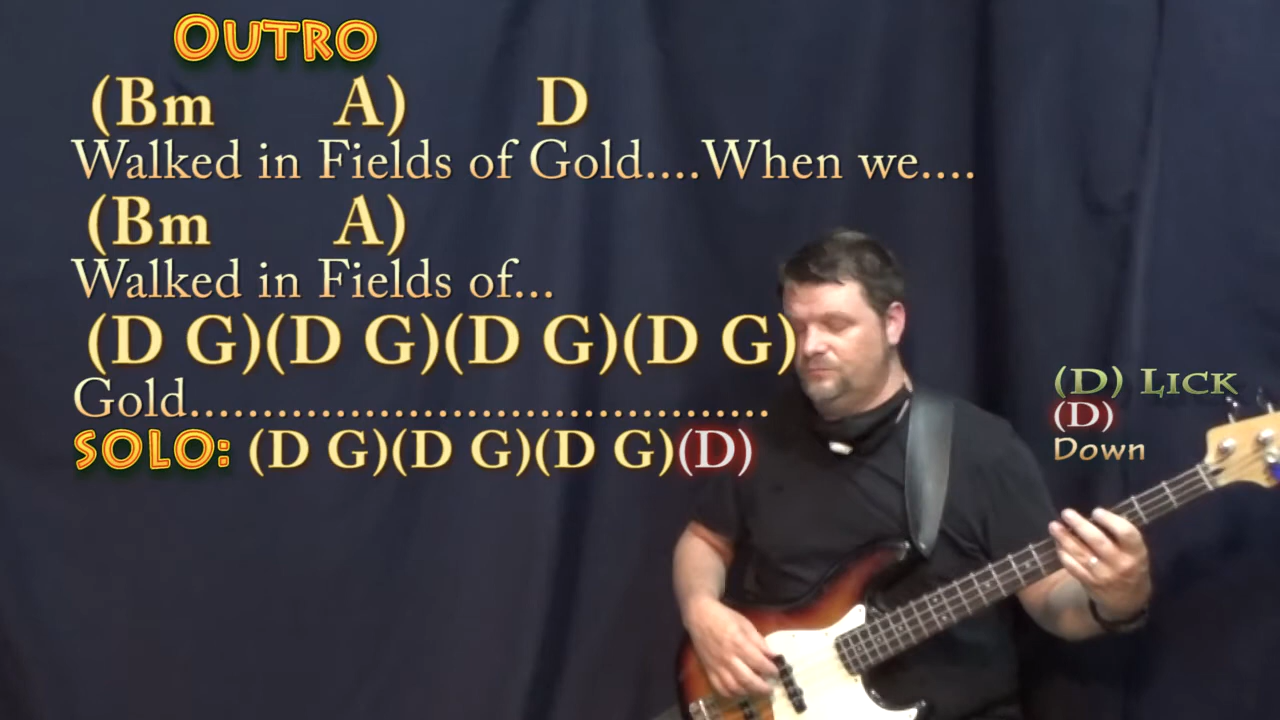 OUTRO
(Bm A) D
Walked in Fields of Gold....When we....
(Bm A)
Walked in Fields of...
(D G)(D G)(D G)(D G)
Gold........................................
SOLO: (D G)(D G)(D G)(D)
(D) LICK
(D)
Down